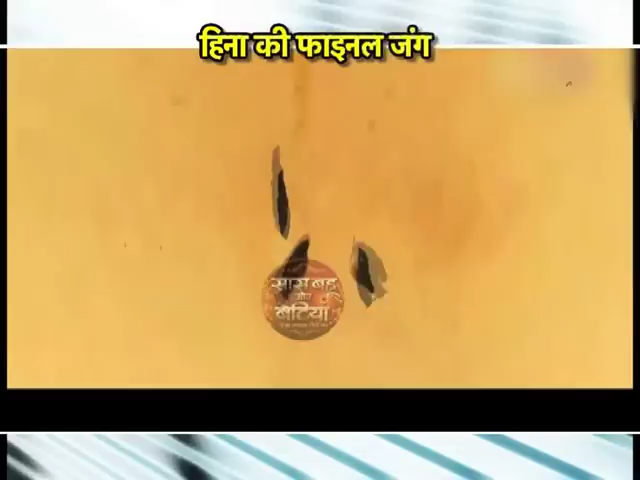 हिना की फाइनल जंग
सास बहू
और
बेटियां